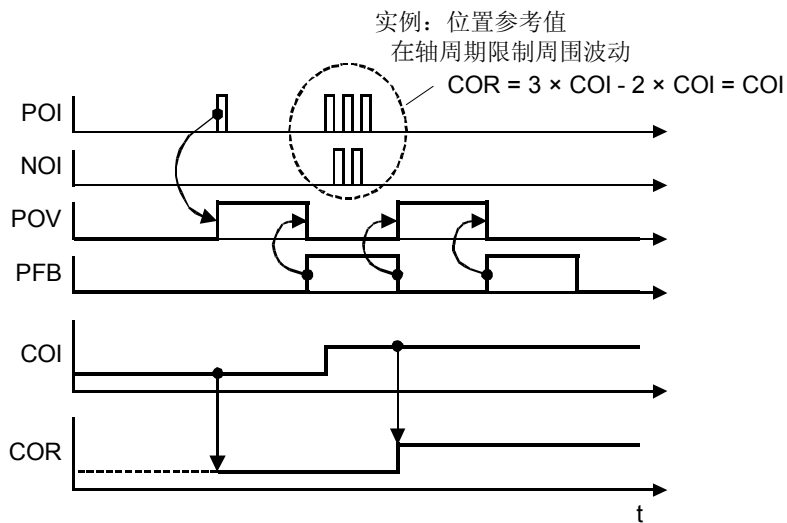 实例：位置参考值
在轴周期限制周围波动
COR = 3 × COI - 2 × COI = COI
POI
NOI
POV
PFB
COI
COR
t